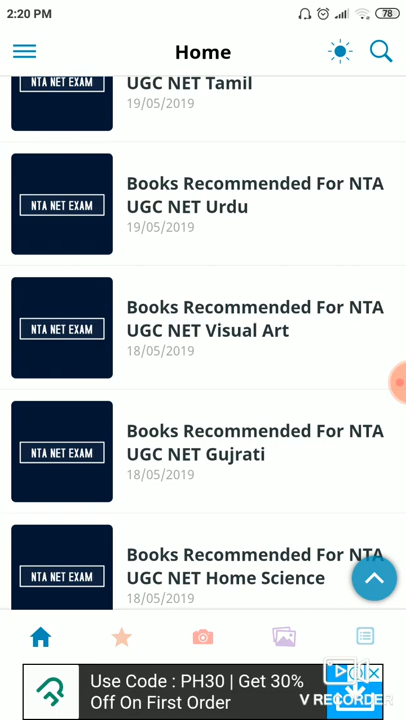 2:20 PM
78
Home
NTA NET EXAM
UGC NET Tamil
19/05/2019
NTA NET EXAM
Books Recommended For NTA
UGC NET Urdu
19/05/2019
NTA NET EXAM
Books Recommended For NTA
UGC NET Visual Art
18/05/2019
NTA NET EXAM
Books Recommended For NTA
UGC NET Gujrati
18/05/2019
NTA NET EXAM
Books Recommended For NTA
UGC NET Home Science
18/05/2019
Use Code : PH30 | Get 30%
Off On First Order
V RECORDER